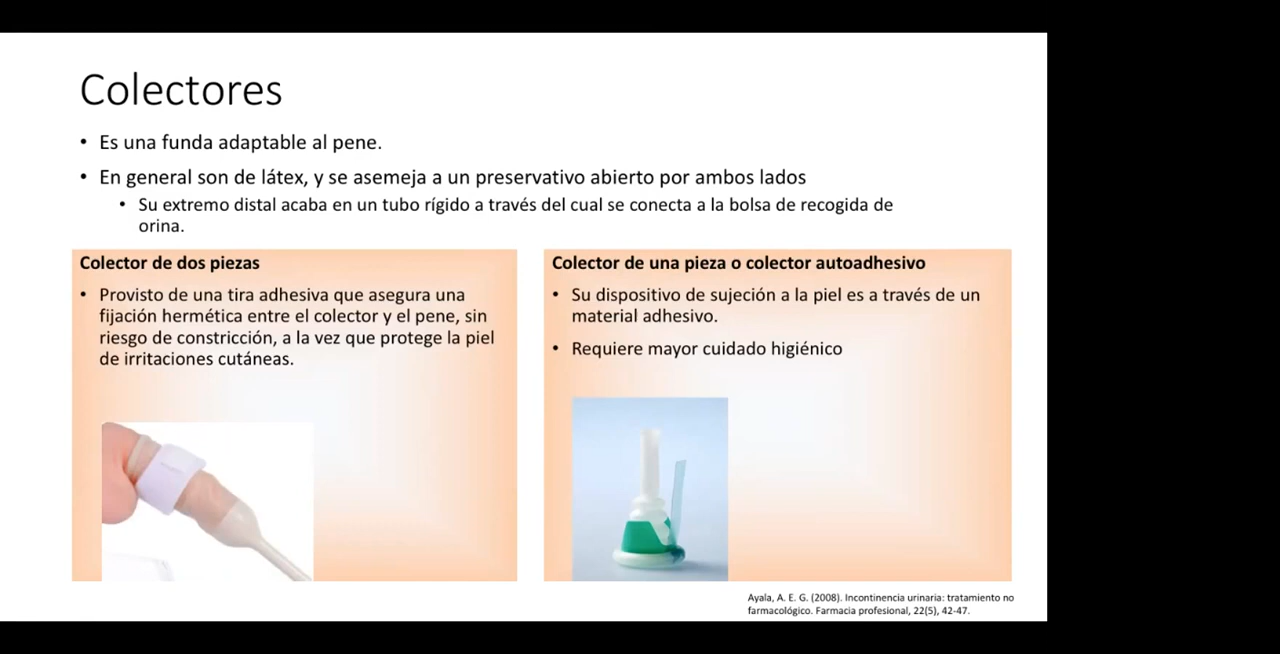 Colectores
• Es una funda adaptable al pene.
• En general son de látex, y se asemeja a un preservativo abierto por ambos lados
• Su extremo distal acaba en un tubo rígido a través del cual se conecta a la bolsa de recogida de
orina.
Colector de dos piezas
• Provisto de una tira adhesiva que asegura una
fijación hermética entre el colector y el pene, sin
riesgo de constricción, a la vez que protege la piel
de irritaciones cutáneas.
Colector de una pieza o colector autoadhesivo
• Su dispositivo de sujeción a la piel es a través de un
material adhesivo.
• Requiere mayor cuidado higiénico
Ayala, A. E. G. (2008). Incontinencia urinaria: tratamiento no
farmacológico. Farmacia profesional, 22(5), 42-47.